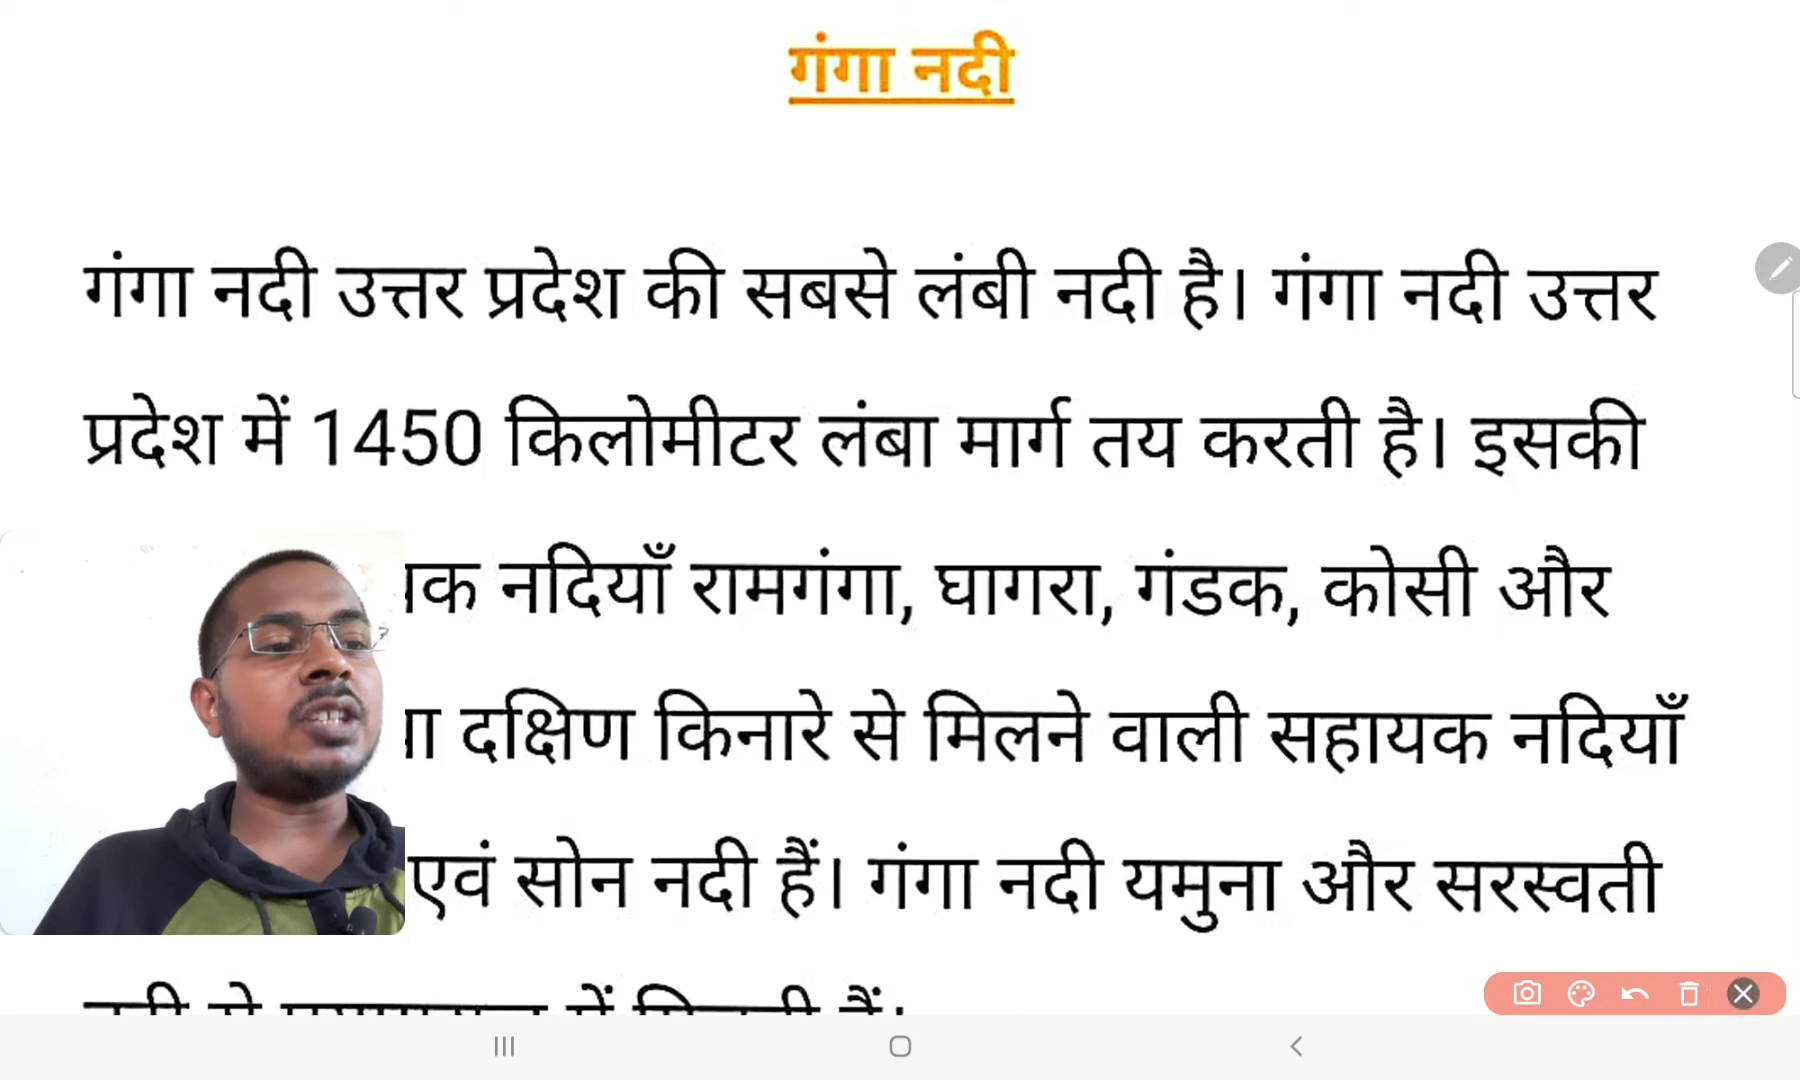 गंगा नदी
गंगा नदी उत्तर प्रदेश की सबसे लंबी नदी है। गंगा नदी उत्तर
प्रदेश में 1450 किलोमीटर लंबा मार्ग तय करती है। इसकी
नदियाँ रामगंगा, घागरा, गंडक, कोसी और
दक्षिण किनारे से मिलने वाली सहायक नदियाँ
एवं सोन नदी हैं। गंगा नदी यमुना और सरस्वती